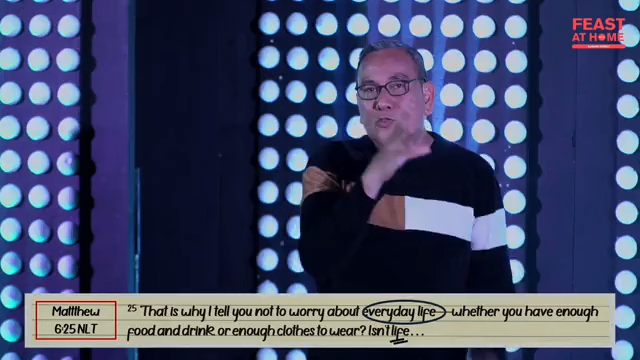 FEAST
AT HOME
Matthew
6:25 NLT
25 "That is why I tell you not to worry about everyday life — whether you have enough
food and drink or enough clothes to wear? Isn't life...